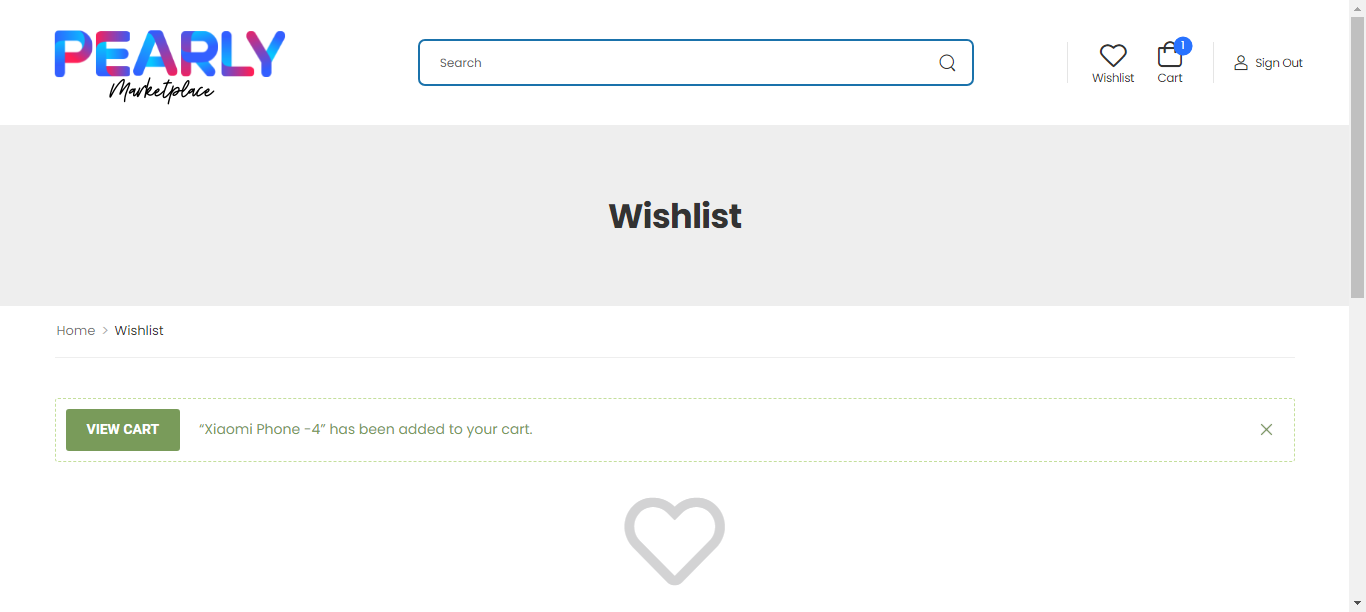 PEARLY
Marketplace
Search
Wishlist
1
Cart
Sign Out
Wishlist
Home > Wishlist
VIEW CART
“Xiaomi Phone -4” has been added to your cart.